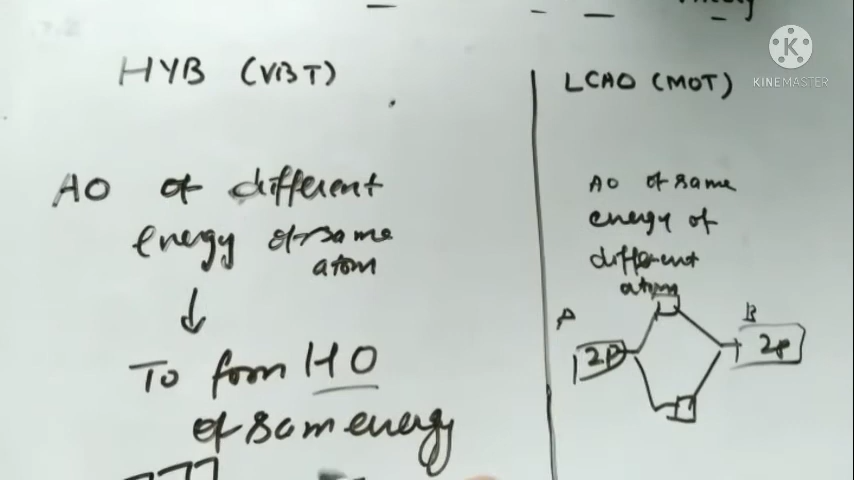 HYB (VBT)
AO of different
energy of same
atom
↓
To form HO
of sam energy
LCAO (MOT)
AO of same
energy of
different
atom
A
B
2p
2p
K
KINEMASTER